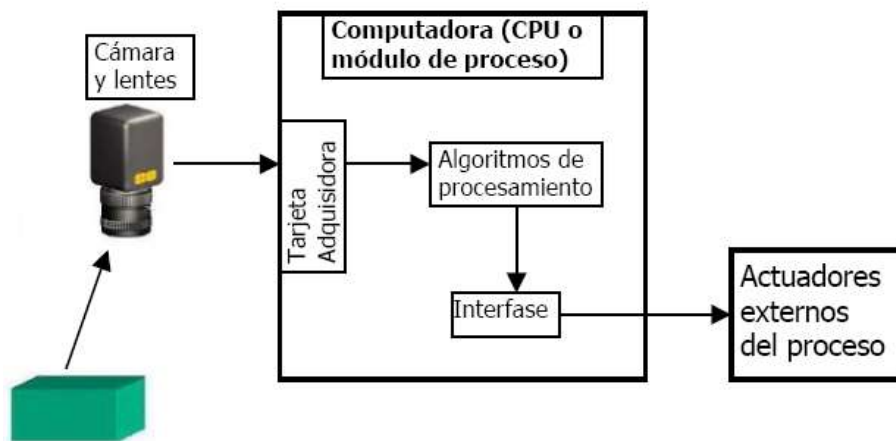 Computadora (CPU o
módulo de proceso)
Cámara
y lentes
Tarjeta
Adquisidora
Algoritmos de
procesamiento
Interfase
Actuadores
externos
del proceso